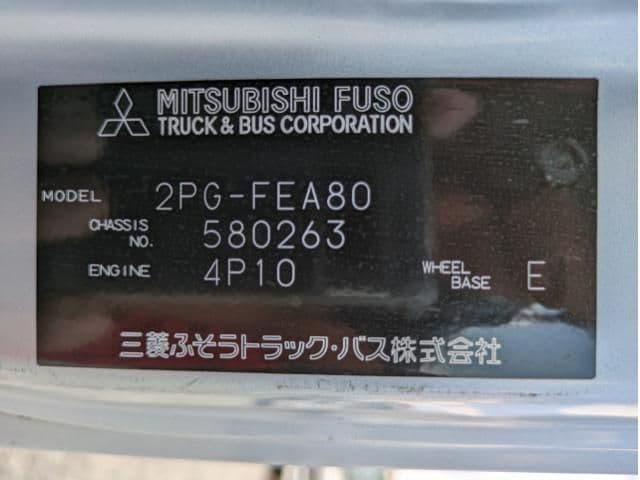 MITSUBISHI FUSO
TRUCK & BUS CORPORATION
MODEL 2PG-FEA80
CHASSIS NO. 580263
ENGINE 4P10 WHEEL BASE E
三菱ふそうトラック・バス株式会社